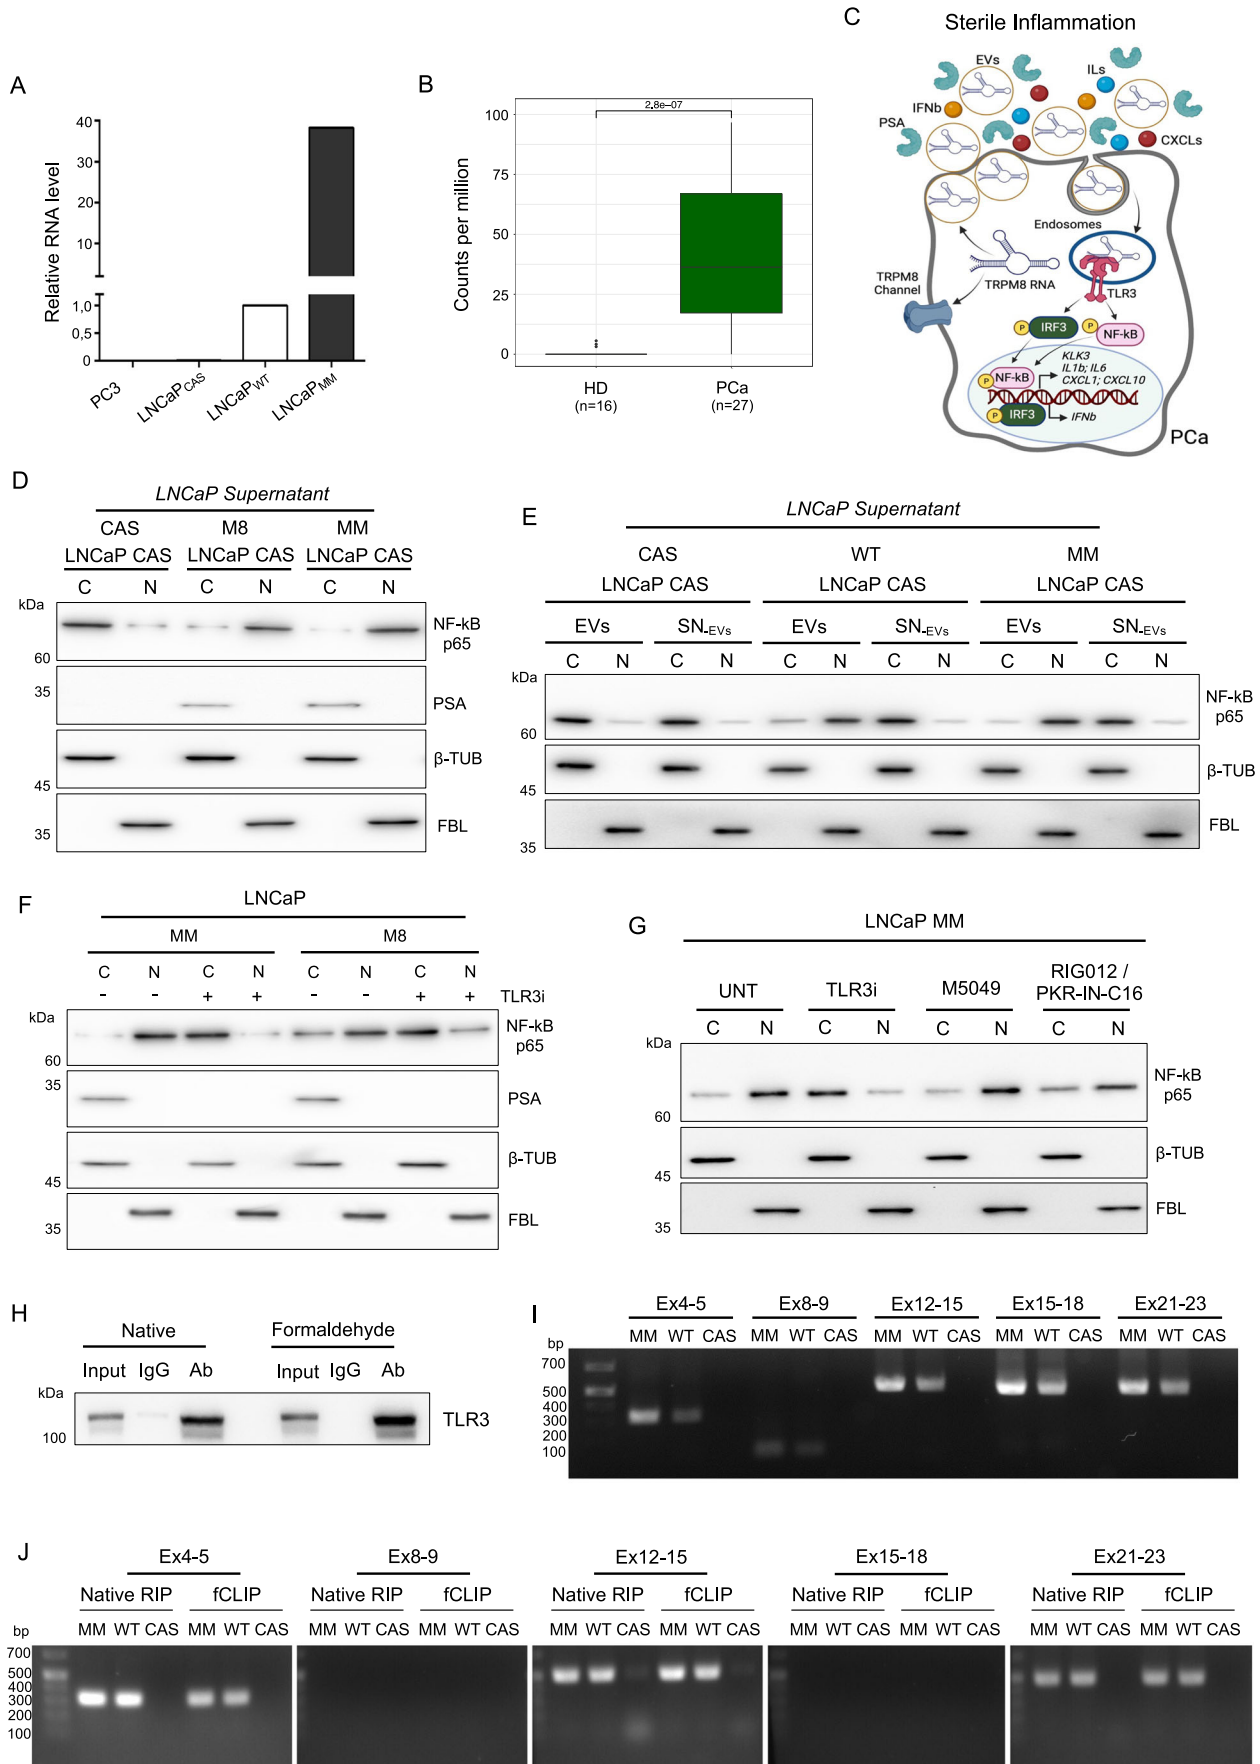 A
Relative RNA level
40
30
20
10
1,0
0,5
0
PC3
LNCaPCAS
LNCaPWT
LNCaPMM
B
Counts per million
100
75
50
25
0
2.8e-07
HD
(n=16)
PCa
(n=27)
C
Sterile Inflammation
EVs
ILs
IFNb
PSA
CXCLs
Endosomes
TRPM8
Channel
TRPM8 RNA
TLR3
P
IRF3
P
NF-kB
KLK3
IL1b; IL6
CXCL1; CXCL10
P
NF-kB
P
IRF3
IFNb
PCa
D
LNCaP Supernatant
CAS M8 MM
LNCaP CAS LNCaP CAS LNCaP CAS
C N C N C N
kDa
60
NF-kB
p65
35
PSA
β-TUB
45
FBL
35
E
LNCaP Supernatant
CAS WT MM
LNCaP CAS LNCaP CAS LNCaP CAS
EVs SN-EVs EVs SN-EVs EVs SN-EVs
C N C N C N C N C N C N
kDa
60
NF-kB
p65
β-TUB
45
FBL
35
F
LNCaP
MM M8
C N C N C N C N
- - + + - - + + TLR3i
kDa
60
NF-kB
p65
35
PSA
β-TUB
45
35
FBL
G
LNCaP MM
UNT TLR3i M5049 RIG012 /
PKR-IN-C16
C N C N C N C N
kDa
60
NF-kB
p65
β-TUB
45
FBL
35
H
Native Formaldehyde
Input IgG Ab Input IgG Ab
kDa
100
TLR3
I
Ex4-5 Ex8-9 Ex12-15 Ex15-18 Ex21-23
MM WT CAS MM WT CAS MM WT CAS MM WT CAS MM WT CAS
bp
700
500
400
300
200
100
J
Ex4-5 Ex8-9 Ex12-15 Ex15-18 Ex21-23
Native RIP fCLIP Native RIP fCLIP Native RIP fCLIP Native RIP fCLIP Native RIP fCLIP
MM WT CAS MM WT CAS MM WT CAS MM WT CAS MM WT CAS MM WT CAS MM WT CAS MM WT CAS MM WT CAS MM WT CAS
bp
700
500
400
300
200
100